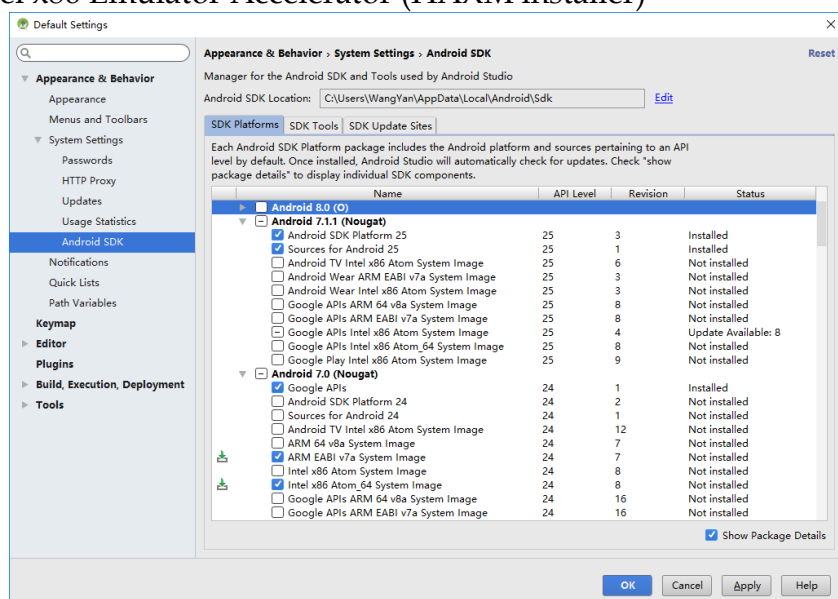 x86 Emulator Accelerator (HAXM installer)
Default Settings
Appearance & Behavior › System Settings › Android SDK Reset
Manager for the Android SDK and Tools used by Android Studio
Android SDK Location: C:\Users\WangYan\AppData\Local\Android\Sdk Edit
SDK Platforms SDK Tools SDK Update Sites
Each Android SDK Platform package includes the Android platform and sources pertaining to an API
level by default. Once installed, Android Studio will automatically check for updates. Check "show
package details" to display individual SDK components.
Appearance & Behavior
Appearance
Menus and Toolbars
System Settings
Passwords
HTTP Proxy
Updates
Usage Statistics
Android SDK
Notifications
Quick Lists
Path Variables
Keymap
Editor
Plugins
Build, Execution, Deployment
Tools
Name API Level Revision Status
Android 8.0 (O)
Android 7.1.1 (Nougat)
Android SDK Platform 25 25 3 Installed
Sources for Android 25 25 1 Installed
Android TV Intel x86 Atom System Image 25 6 Not installed
Android Wear ARM EABI v7a System Image 25 3 Not installed
Android Wear Intel x86 Atom System Image 25 3 Not installed
Google APIs ARM 64 v8a System Image 25 8 Not installed
Google APIs ARM EABI v7a System Image 25 8 Not installed
Google APIs Intel x86 Atom System Image 25 4 Update Available: 8
Google APIs Intel x86 Atom_64 System Image 25 8 Not installed
Google Play Intel x86 Atom System Image 25 9 Not installed
Android 7.0 (Nougat)
Google APIs 24 1 Installed
Android SDK Platform 24 24 2 Not installed
Sources for Android 24 24 1 Not installed
Android TV Intel x86 Atom System Image 24 12 Not installed
ARM 64 v8a System Image 24 7 Not installed
ARM EABI v7a System Image 24 7 Not installed
Intel x86 Atom System Image 24 8 Not installed
Intel x86 Atom_64 System Image 24 8 Not installed
Google APIs ARM 64 v8a System Image 24 16 Not installed
Google APIs ARM EABI v7a System Image 24 16 Not installed
Show Package Details
OK Cancel Apply Help